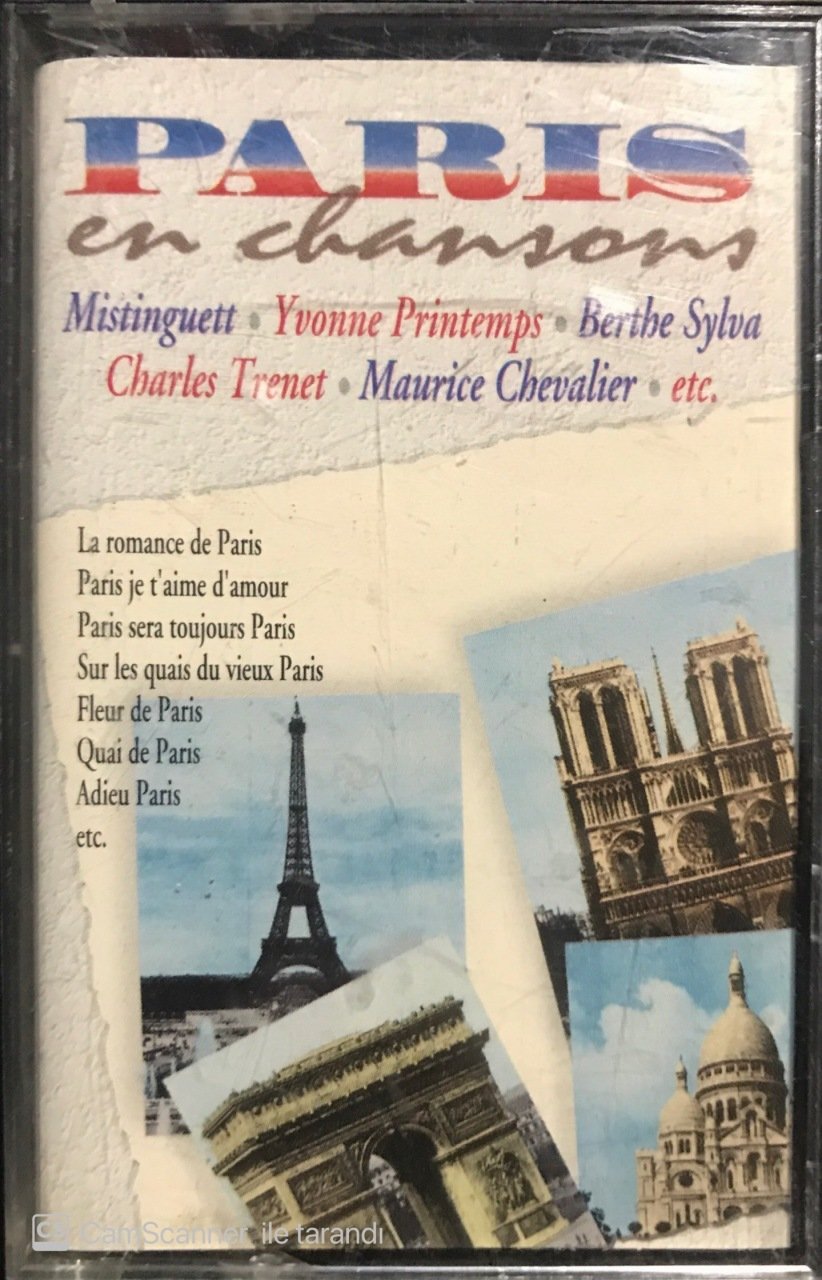 PARIS
en chansons
Mistinguett • Yvonne Printemps • Berthe Sylva
Charles Trenet • Maurice Chevalier • etc.
La romance de Paris
Paris je t'aime d'amour
Paris sera toujours Paris
Sur les quais du vieux Paris
Fleur de Paris
Quai de Paris
Adieu Paris
etc.
CS CamScanner ile tarandı